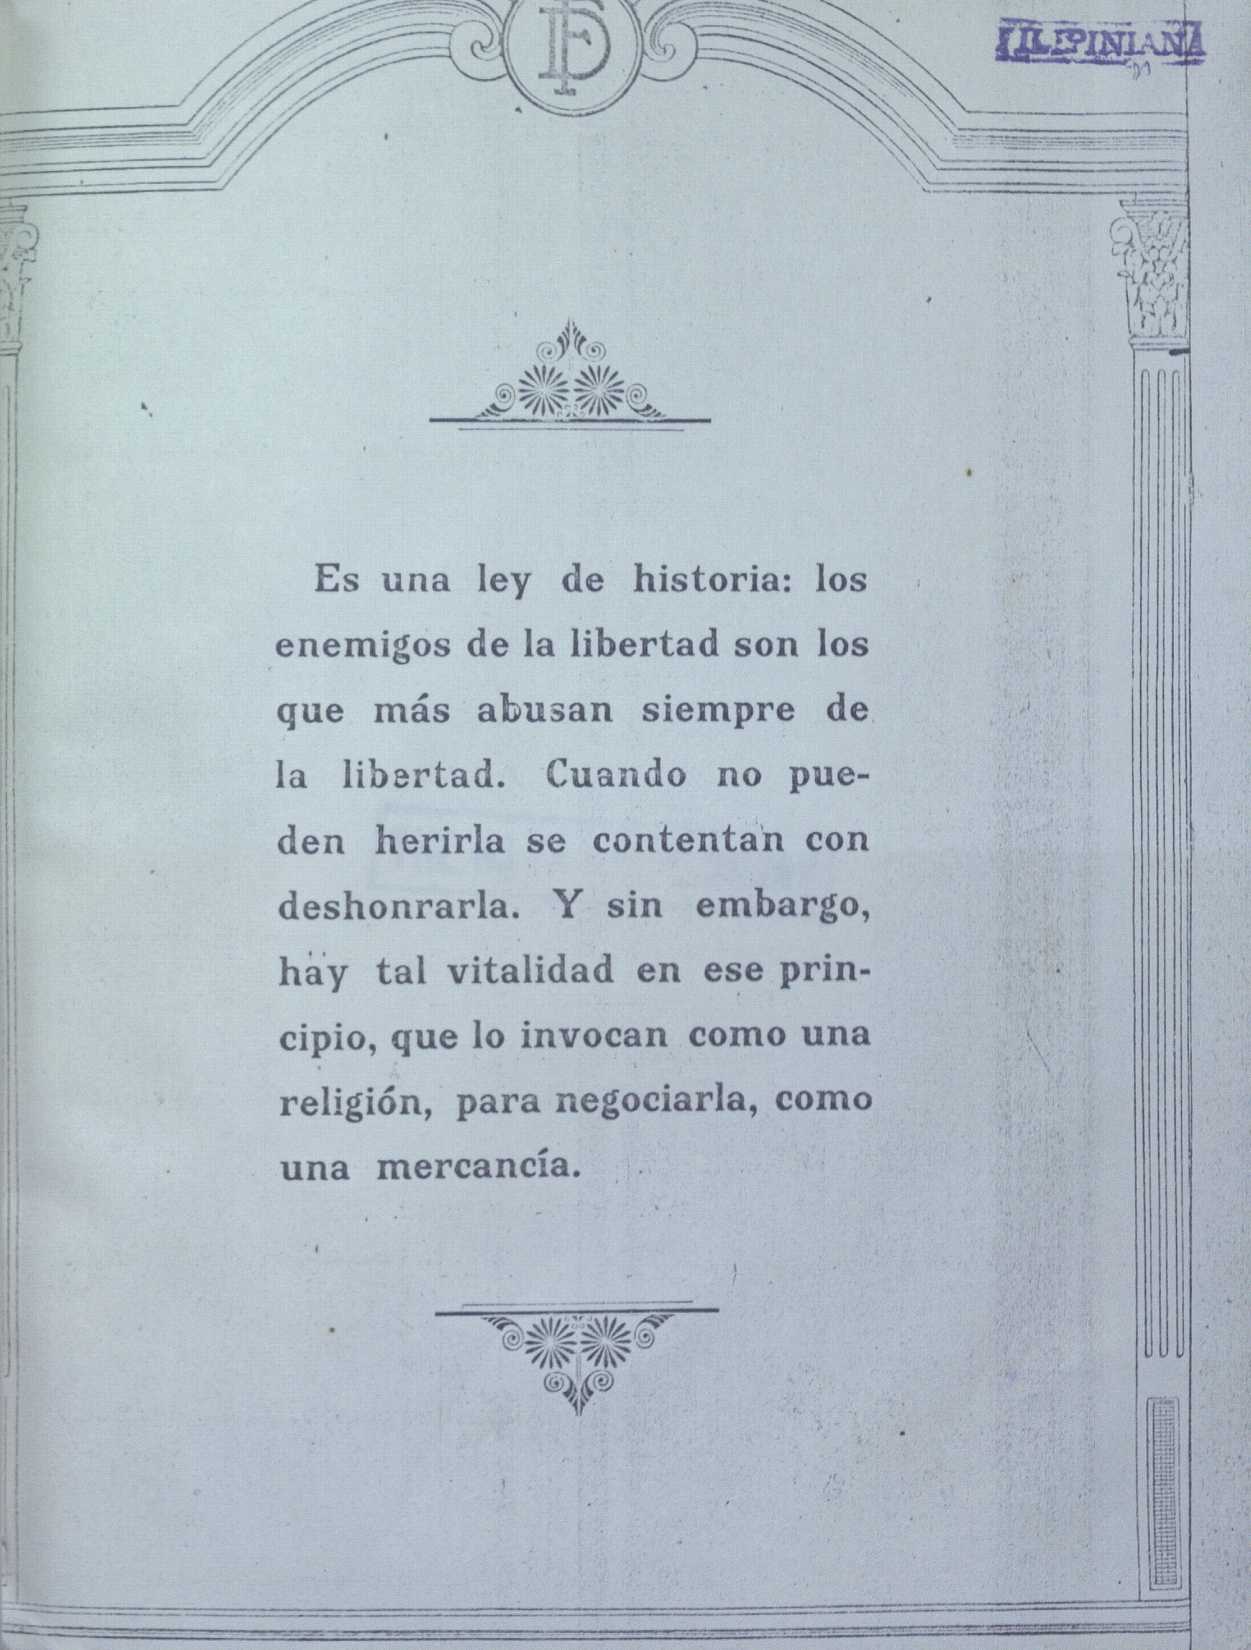 FILIPINIANA
Es una ley de historia: los
enemigos de la libertad son los
que más abusan siempre de
la libertad. Cuando no pue-
den herirla se contentan con
deshonrarla. Y sin embargo,
hay tal vitalidad en ese prin-
cipio, que lo invocan como una
religión, para negociarla, como
una mercancía.